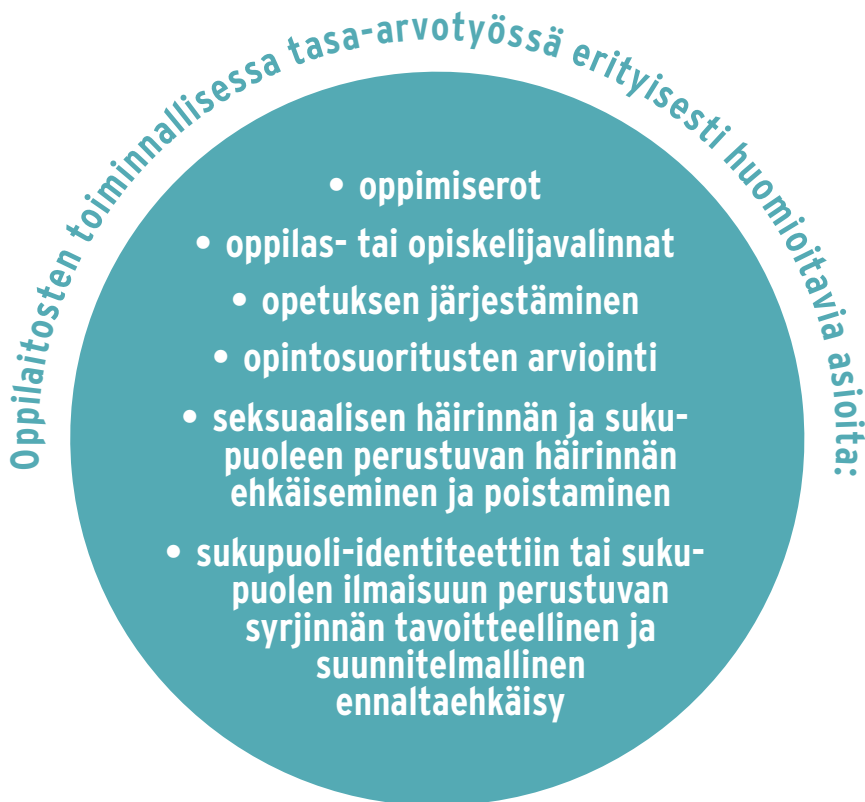 Oppilaitosten toiminnallisessa tasa-arvotyössä erityisesti huomioitavia asioita:
• oppimiserot
• oppilas- tai opiskelijavalinnat
• opetuksen järjestäminen
• opintosuoritusten arviointi
• seksuaalisen häirinnän ja suku-
puoleen perustuvan häirinnän
ehkäiseminen ja poistaminen
• sukupuoli-identiteettiin tai suku-
puolen ilmaisuun perustuvan
syrjinnän tavoitteellinen ja
suunnitelmallinen
ennaltaehkäisy